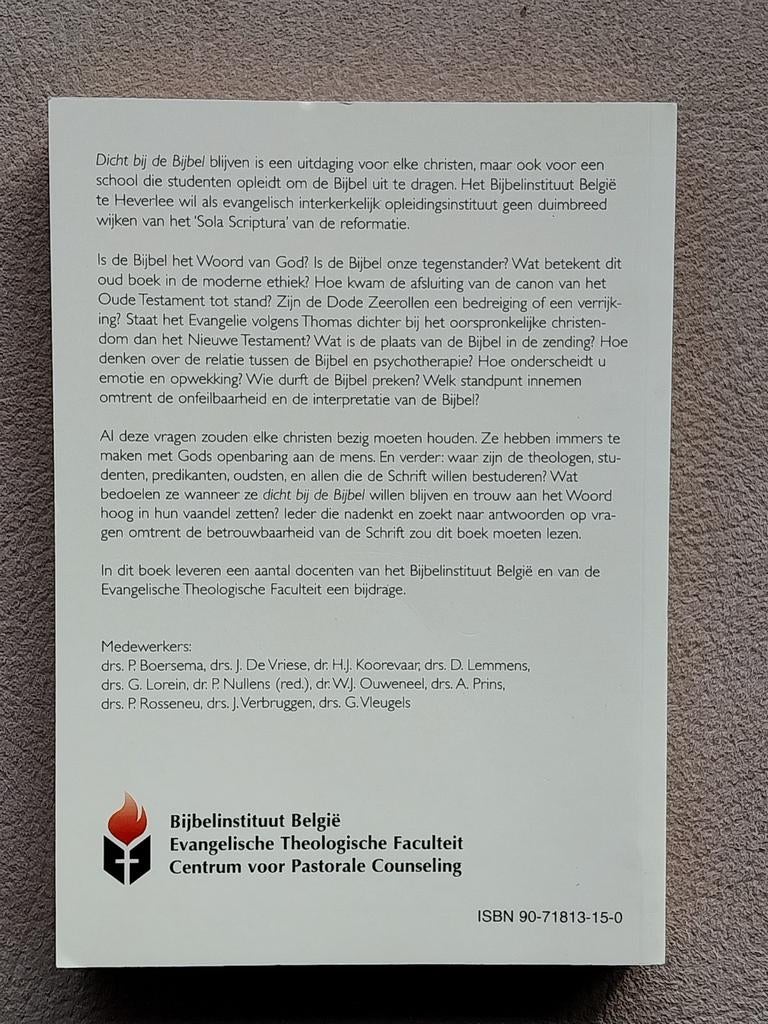 Dicht bij de Bijbel blijven is een uitdaging voor elke christen, maar ook voor een
school die studenten opleidt om de Bijbel uit te dragen. Het Bijbelinstituut België
te Heverlee wil als evangelisch interkerkelijk opleidingsinstituut geen duimbreed
wijken van het 'Sola Scriptura' van de reformatie.
Is de Bijbel het Woord van God? Is de Bijbel onze tegenstander? Wat betekent dit
oud boek in de moderne ethiek? Hoe kwam de afsluiting van de canon van het
Oude Testament tot stand? Zijn de Dode Zeerollen een bedreiging of een verrijk-
ing? Staat het Evangelie volgens Thomas dichter bij het oorspronkelijke christen-
dom dan het Nieuwe Testament? Wat is de plaats van de Bijbel in de zending? Hoe
denken over de relatie tussen de Bijbel en psychotherapie? Hoe onderscheidt u
emotie en opwekking? Wie durft de Bijbel preken? Welk standpunt innemen
omtrent de onfeilbaarheid en de interpretatie van de Bijbel?
Al deze vragen zouden elke christen bezig moeten houden. Ze hebben immers te
maken met Gods openbaring aan de mens. En verder: waar zijn de theologen, stu-
denten, predikanten, oudsten, en allen die de Schrift willen bestuderen? Wat
bedoelen ze wanneer ze dicht bij de Bijbel willen blijven en trouw aan het Woord
hoog in hun vaandel zetten? Ieder die nadenkt en zoekt naar antwoorden op vra-
gen omtrent de betrouwbaarheid van de Schrift zou dit boek moeten lezen.
In dit boek leveren een aantal docenten van het Bijbelinstituut België en van de
Evangelische Theologische Faculteit een bijdrage.
Medewerkers:
drs. P. Boersema, drs. J. De Vriese, dr. H.J. Koorevaar, drs. D. Lemmens,
drs. G. Lorein, dr. P. Nullens (red.), dr. W.J. Ouweneel, drs. A. Prins,
drs. P. Rosseneu, drs. J. Verbruggen, drs. G. Vleugels
Bijbelinstituut België
Evangelische Theologische Faculteit
Centrum voor Pastorale Counseling
ISBN 90-71813-15-0